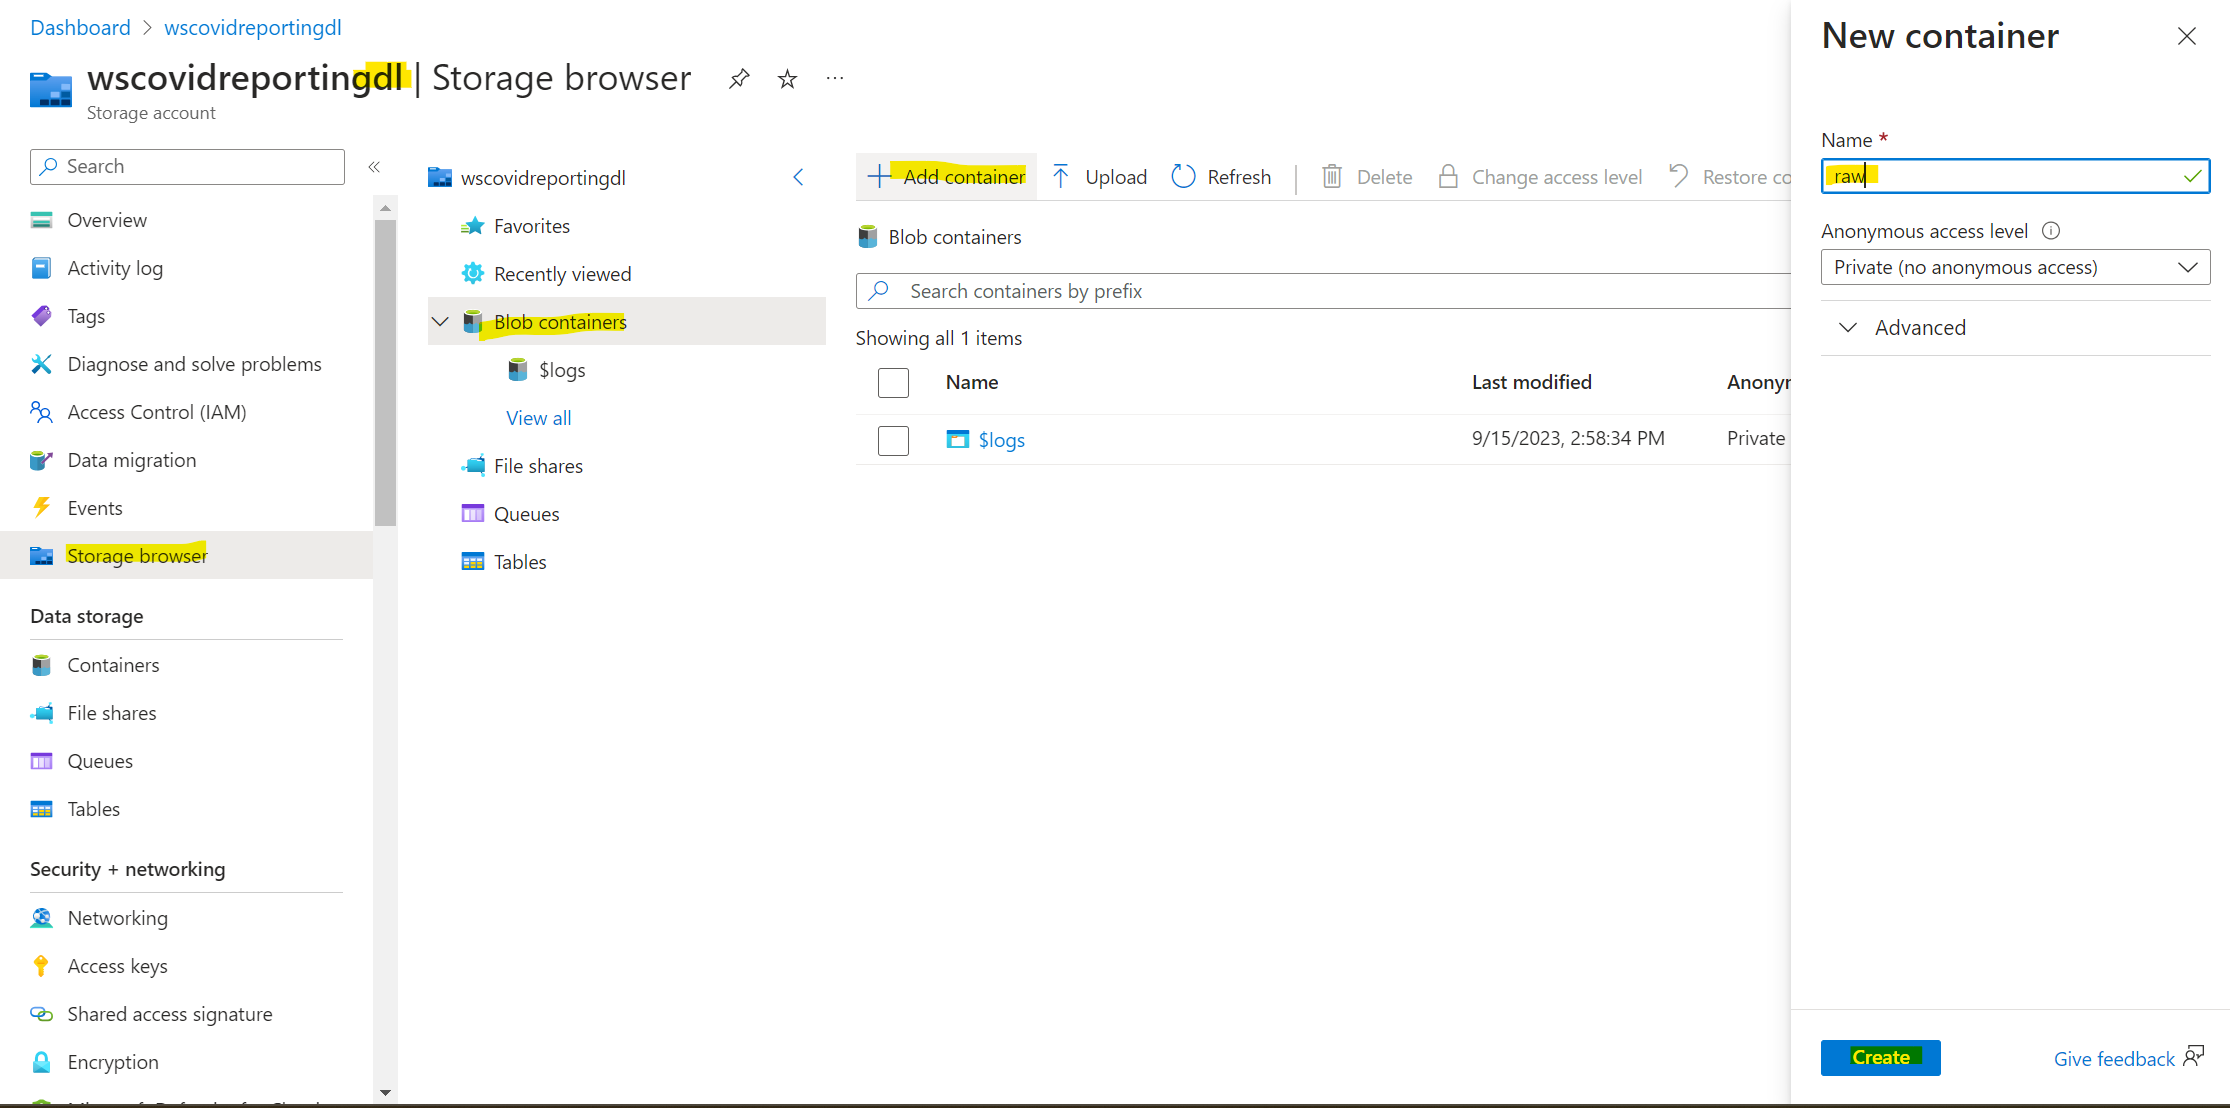 Dashboard > wscovidreportingdl
wscovidreportingdl | Storage browser
Storage account
Search
Overview
Activity log
Tags
Diagnose and solve problems
Access Control (IAM)
Data migration
Events
Storage browser
Data storage
Containers
File shares
Queues
Tables
Security + networking
Networking
Access keys
Shared access signature
Encryption
wscovidreportingdl
Favorites
Recently viewed
Blob containers
$logs
View all
File shares
Queues
Tables
Add container Upload Refresh Delete Change access level Restore co
Blob containers
Search containers by prefix
Showing all 1 items
Name Last modified Anonyr
$logs 9/15/2023, 2:58:34 PM Private
New container
Name *
raw
Anonymous access level
Private (no anonymous access)
Advanced
Create
Give feedback